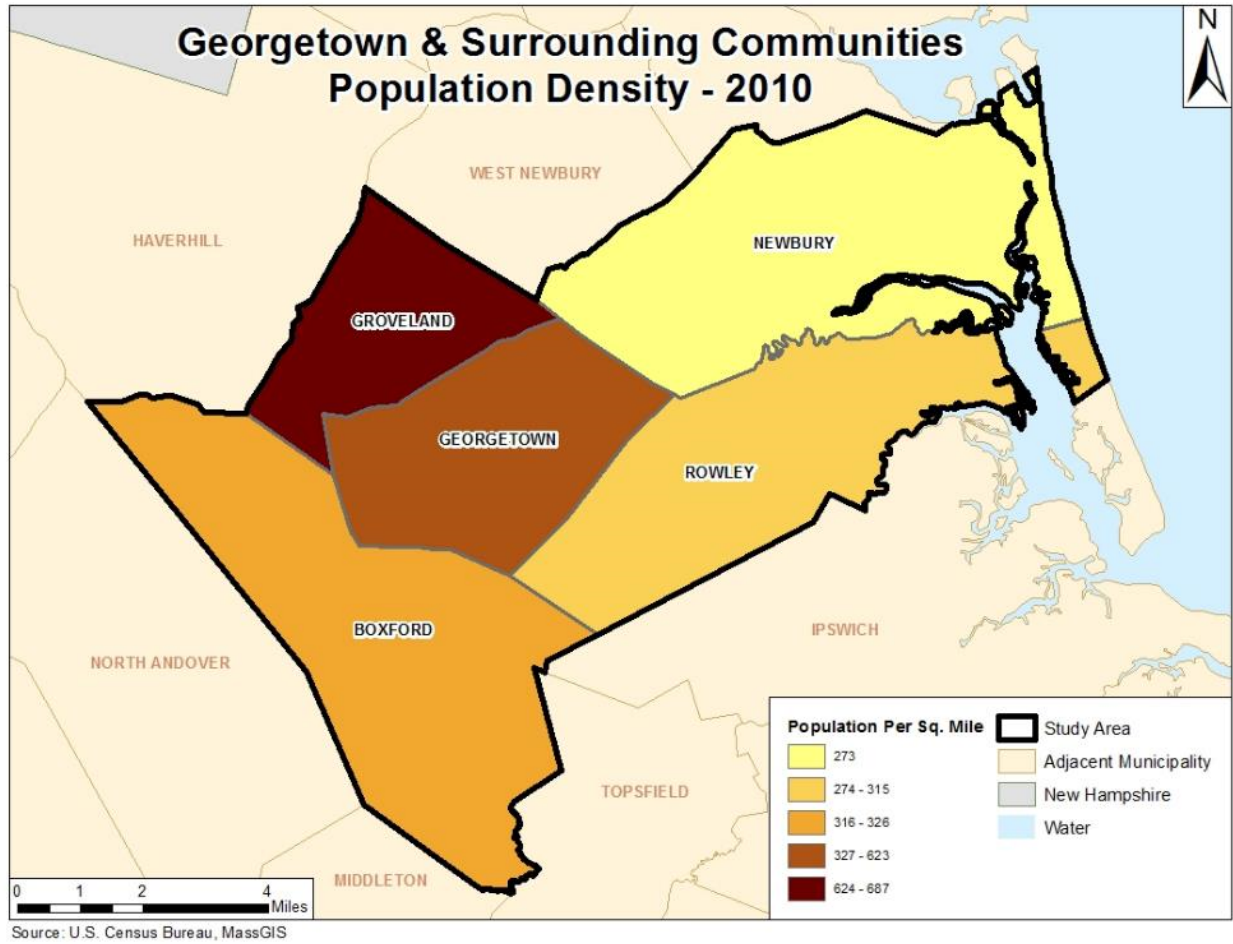 Georgetown & Surrounding Communities
Population Density - 2010
N
WEST NEWBURY
HAVERHILL
NEWBURY
GROVELAND
GEORGETOWN
ROWLEY
BOXFORD
IPSWICH
NORTH ANDOVER
TOPSFIELD
MIDDLETON
Population Per Sq. Mile
273
274 - 315
316 - 326
327 - 623
624 - 687
Study Area
Adjacent Municipality
New Hampshire
Water
0 1 2 4
Miles
Source: U.S. Census Bureau, MassGIS